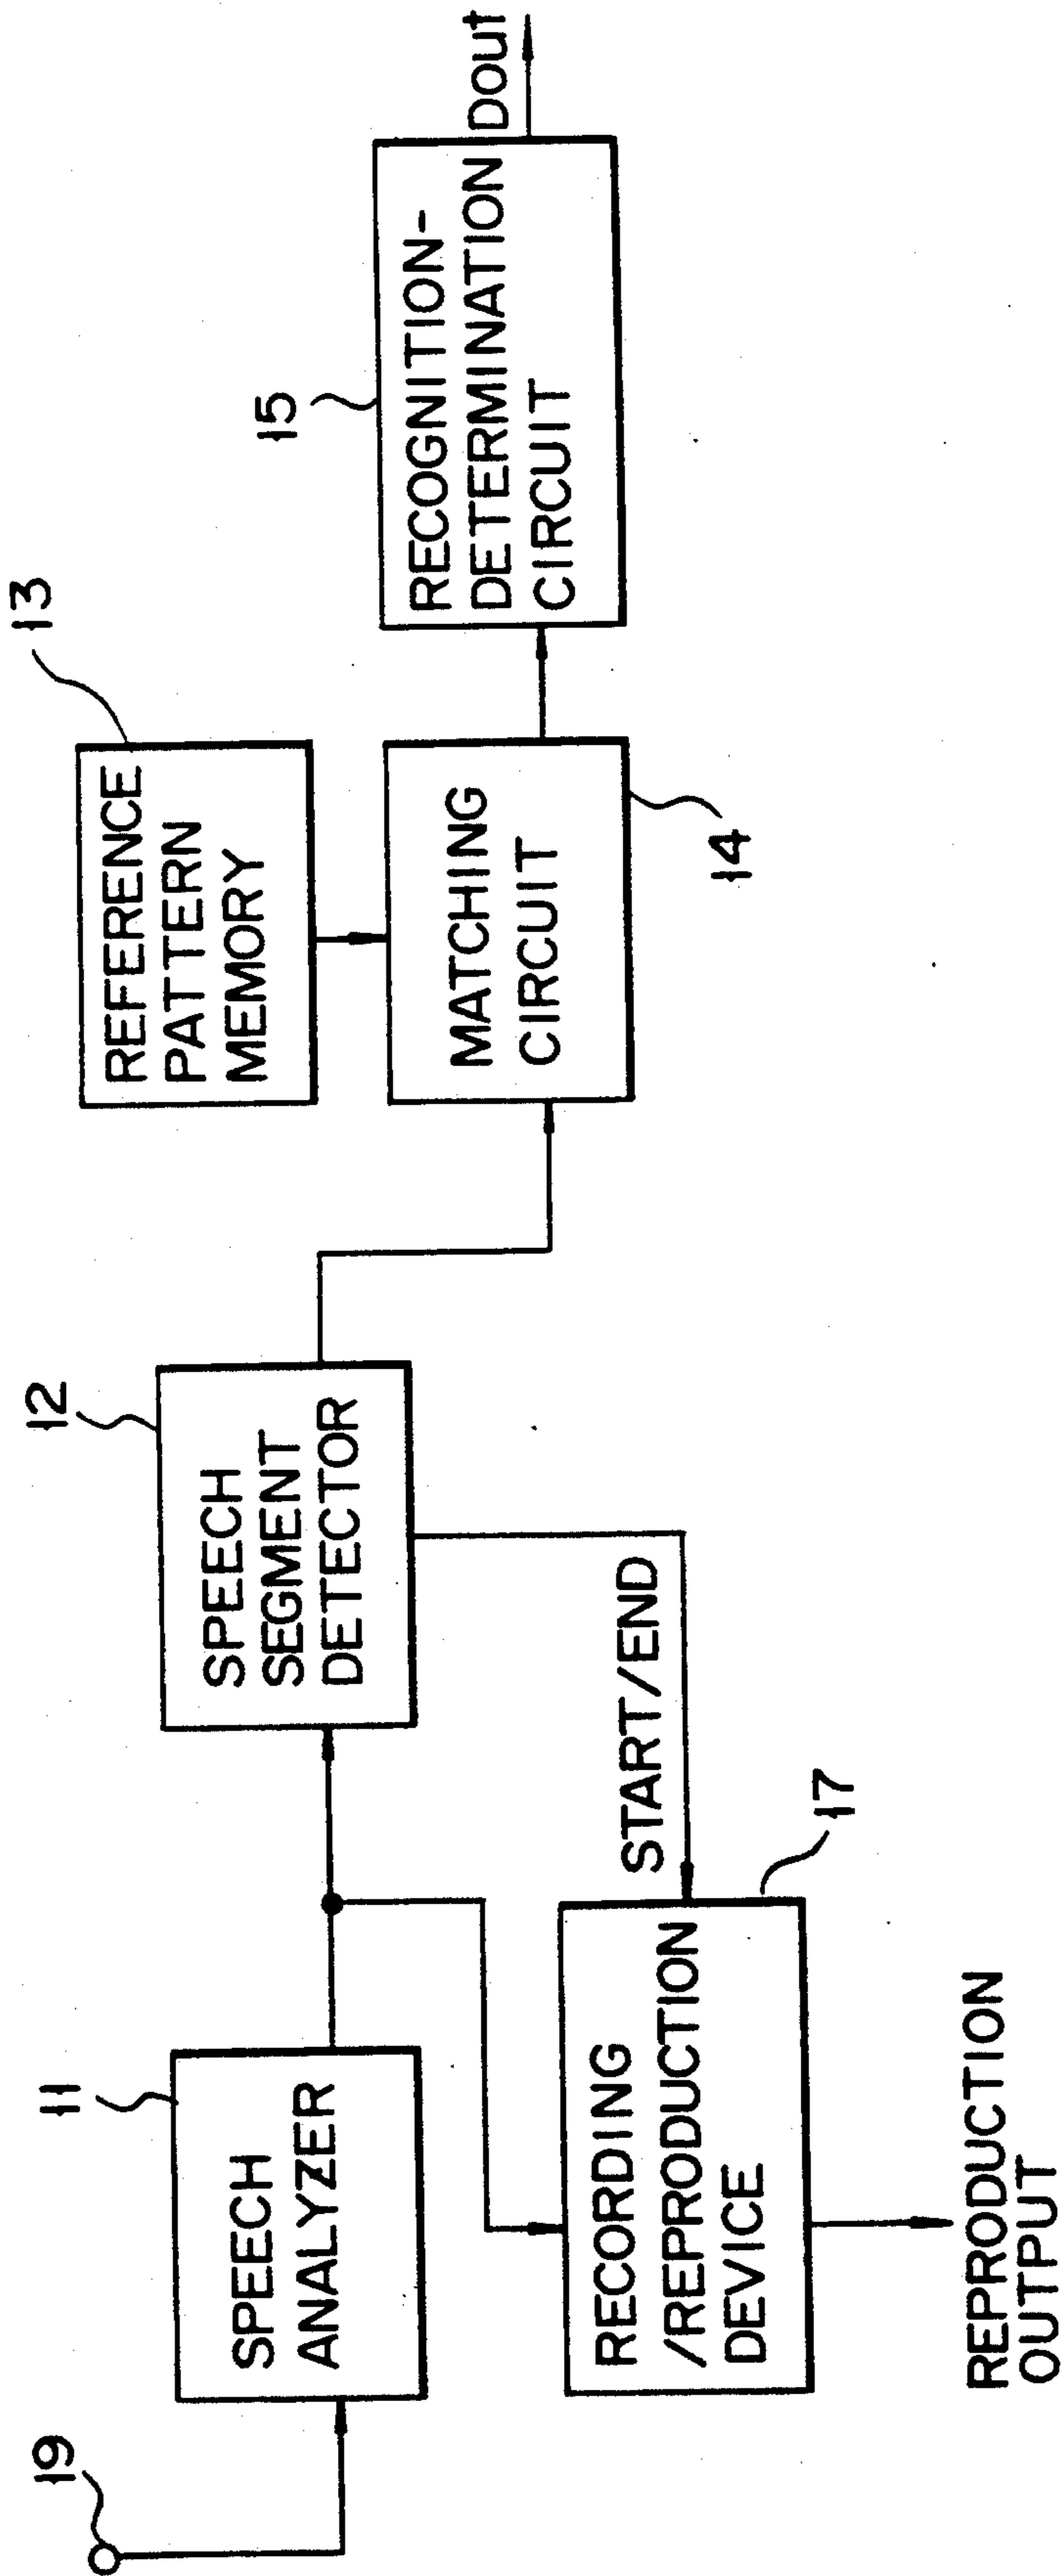 19
11
SPEECH
ANALYZER
12
SPEECH
SEGMENT
DETECTOR
13
REFERENCE
PATTERN
MEMORY
MATCHING
CIRCUIT
14
15
RECOGNITION-
DETERMINATION
CIRCUIT
Dout
START/END
17
RECORDING
/REPRODUCTION
DEVICE
REPRODUCTION
OUTPUT